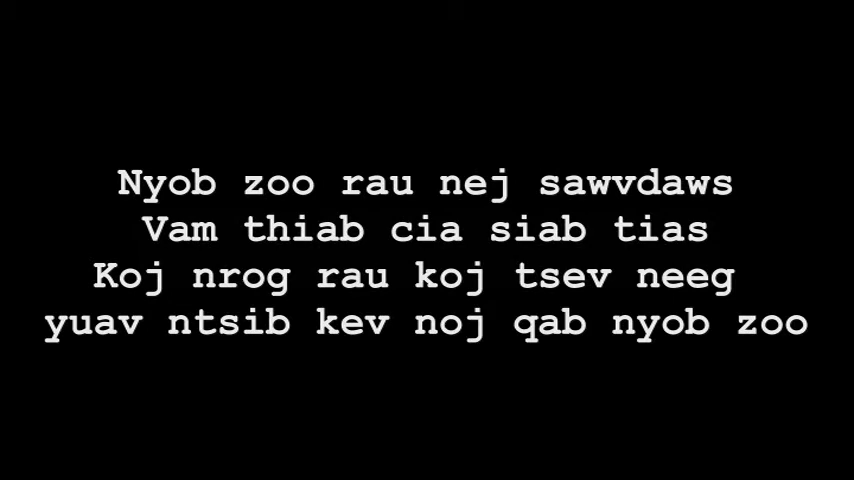 Nyob zoo rau nej sawvdaws
Vam thiab cia siab tias
Koj nrog rau koj tsev neeg
yuav ntsib kev noj qab nyob zoo